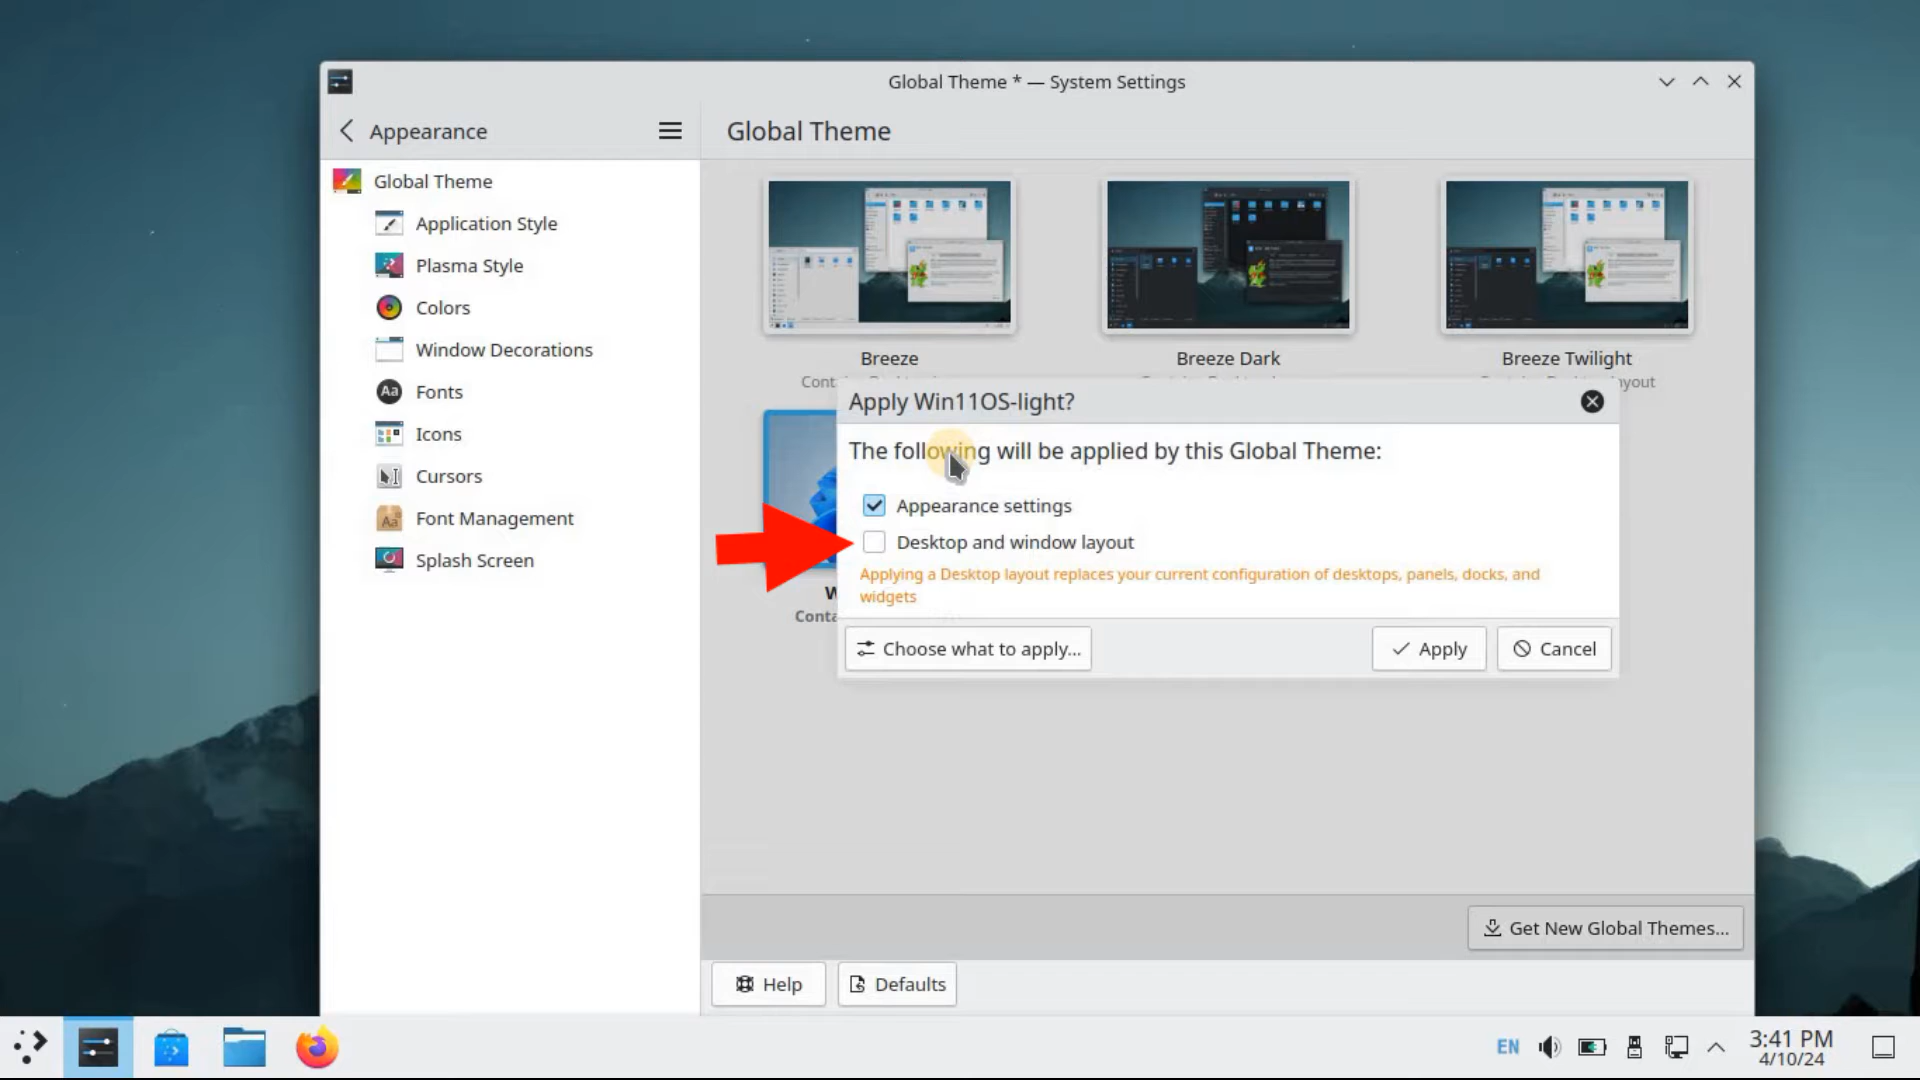 Global Theme * — System Settings
Appearance
Global Theme
Global Theme
Application Style
Plasma Style
Colors
Window Decorations
Fonts
Icons
Cursors
Font Management
Splash Screen
Breeze
Breeze Dark
Breeze Twilight
Cont
yout
Apply Win11OS-light?
The following will be applied by this Global Theme:
Appearance settings
Desktop and window layout
Applying a Desktop layout replaces your current configuration of desktops, panels, docks, and
widgets
W
Conta
Choose what to apply...
Apply
Cancel
Get New Global Themes...
Help
Defaults
EN
3:41 PM
4/10/24